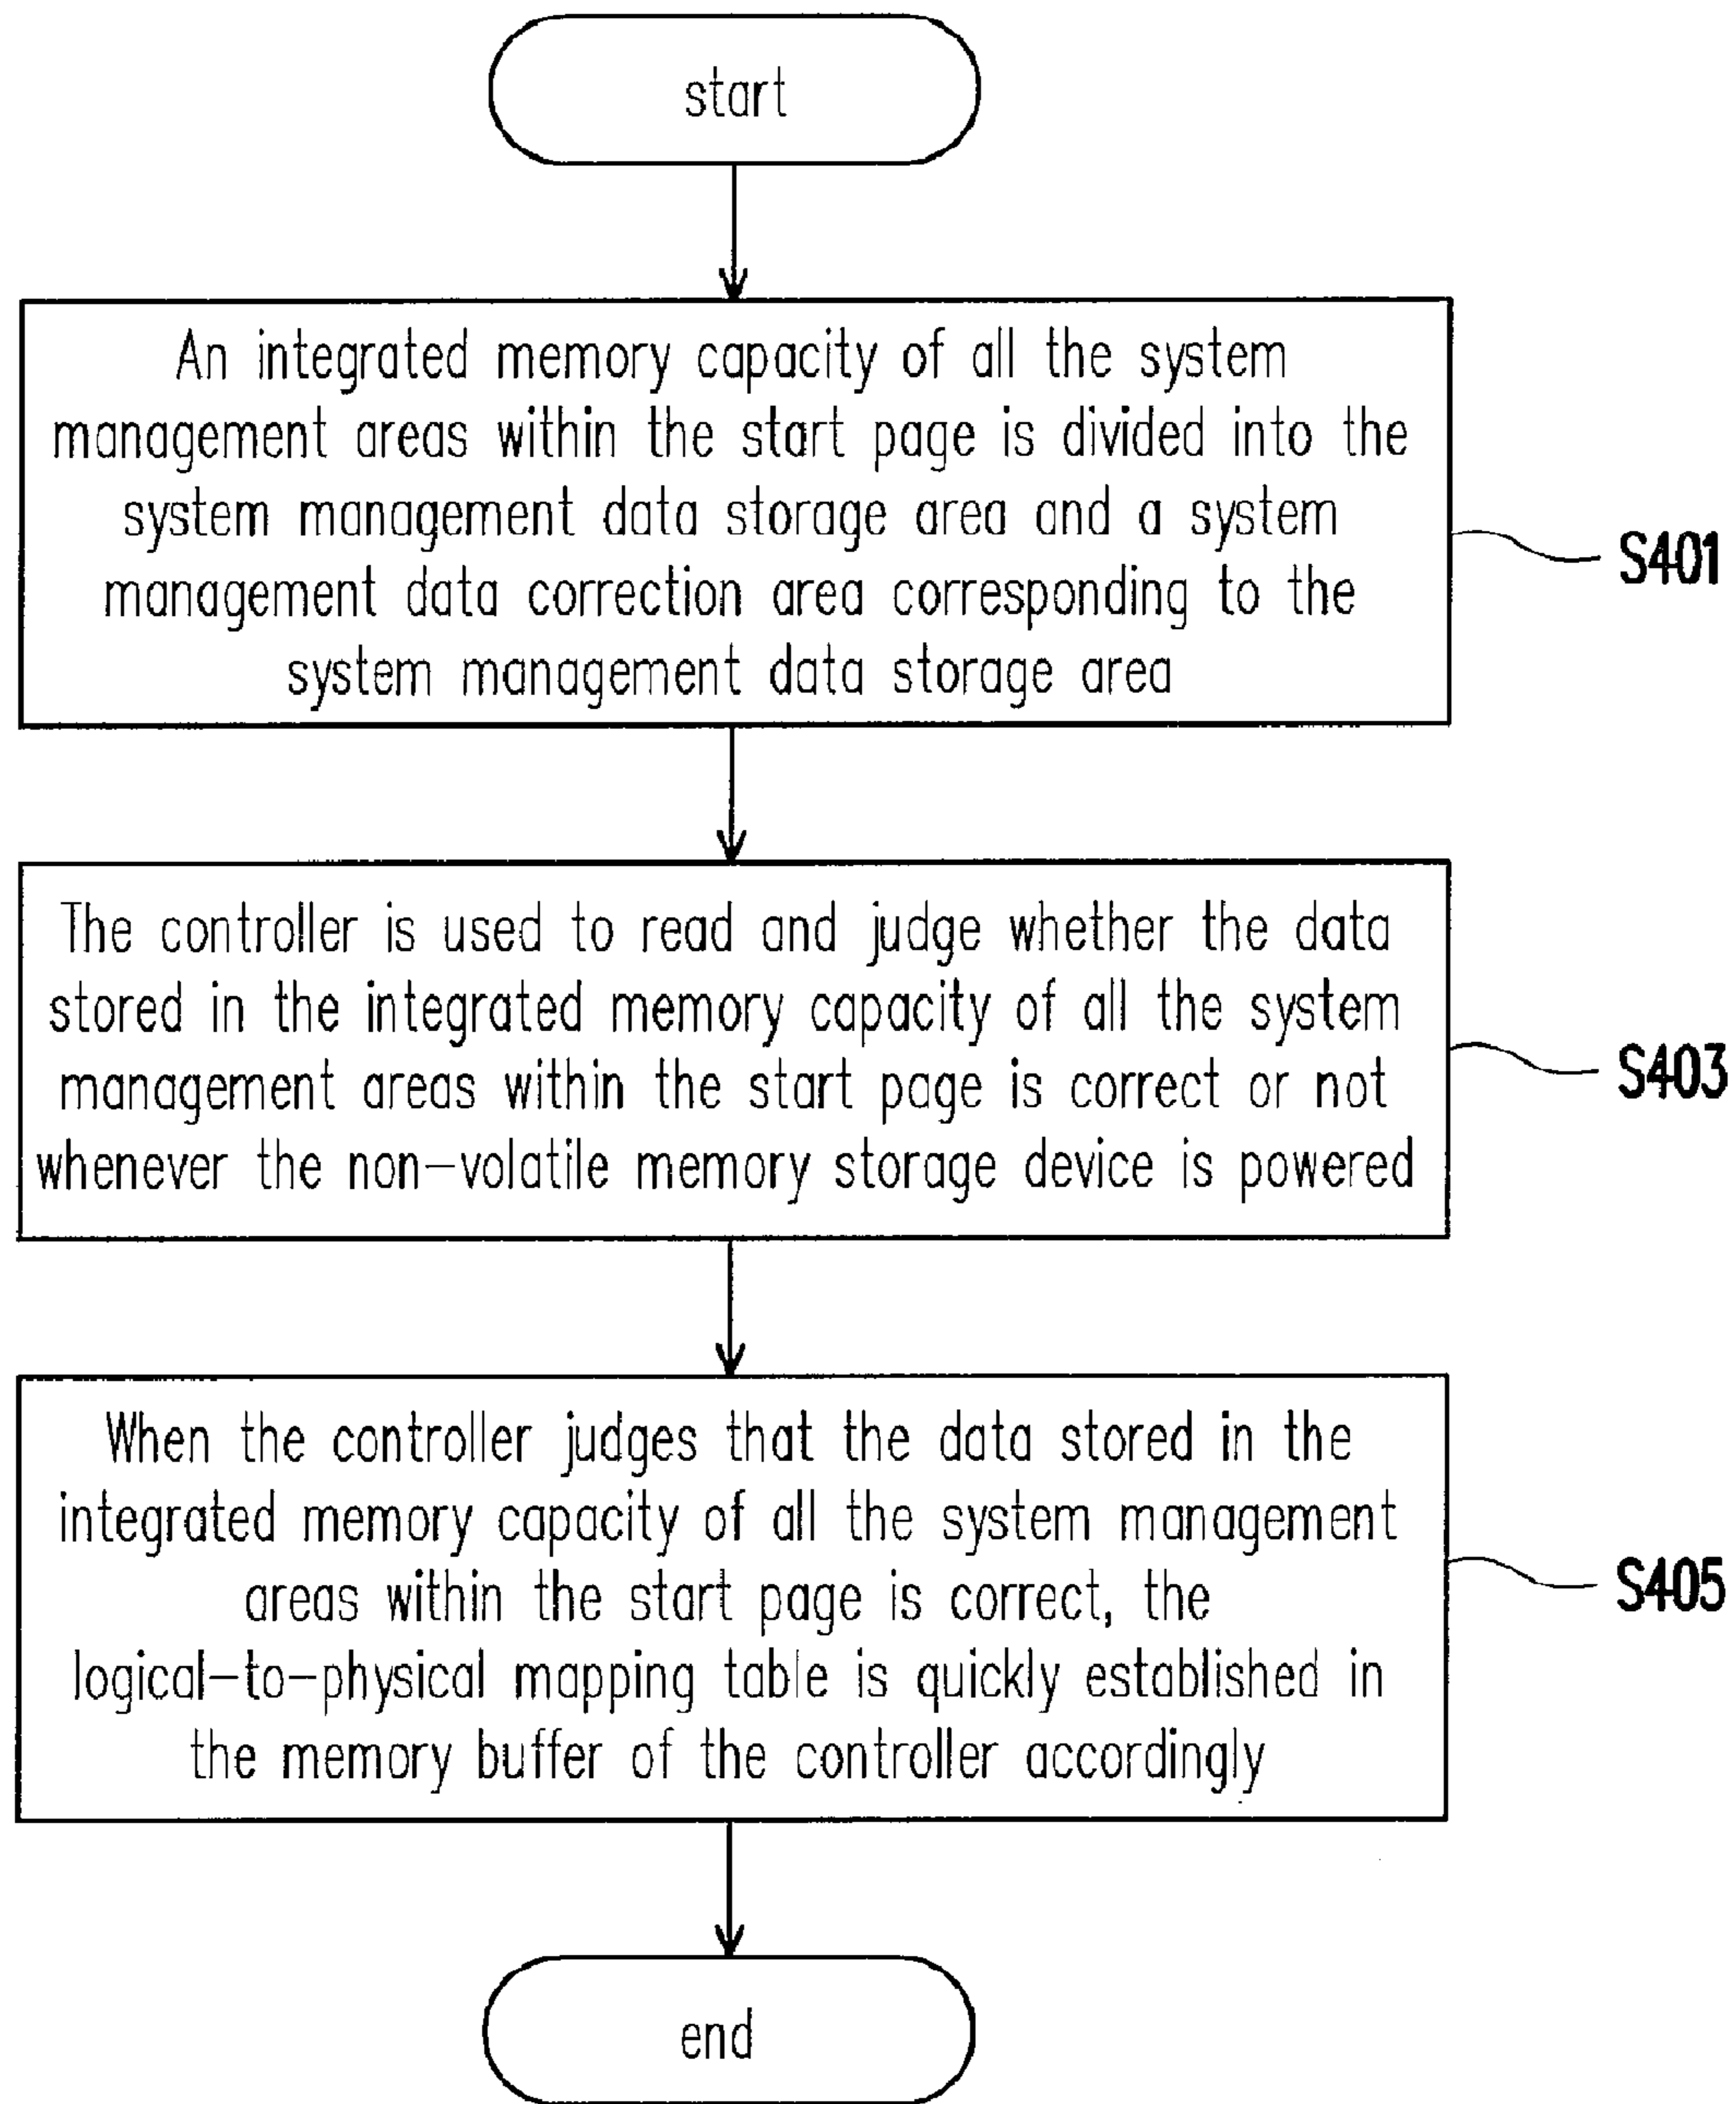 start
An integrated memory capacity of all the system
management areas within the start page is divided into the
system management data storage area and a system
management data correction area corresponding to the
system management data storage area
S401
The controller is used to read and judge whether the data
stored in the integrated memory capacity of all the system
management areas within the start page is correct or not
whenever the non-volatile memory storage device is powered
S403
When the controller judges that the data stored in the
integrated memory capacity of all the system management
areas within the start page is correct, the
logical-to-physical mapping table is quickly established in
the memory buffer of the controller accordingly
S405
end